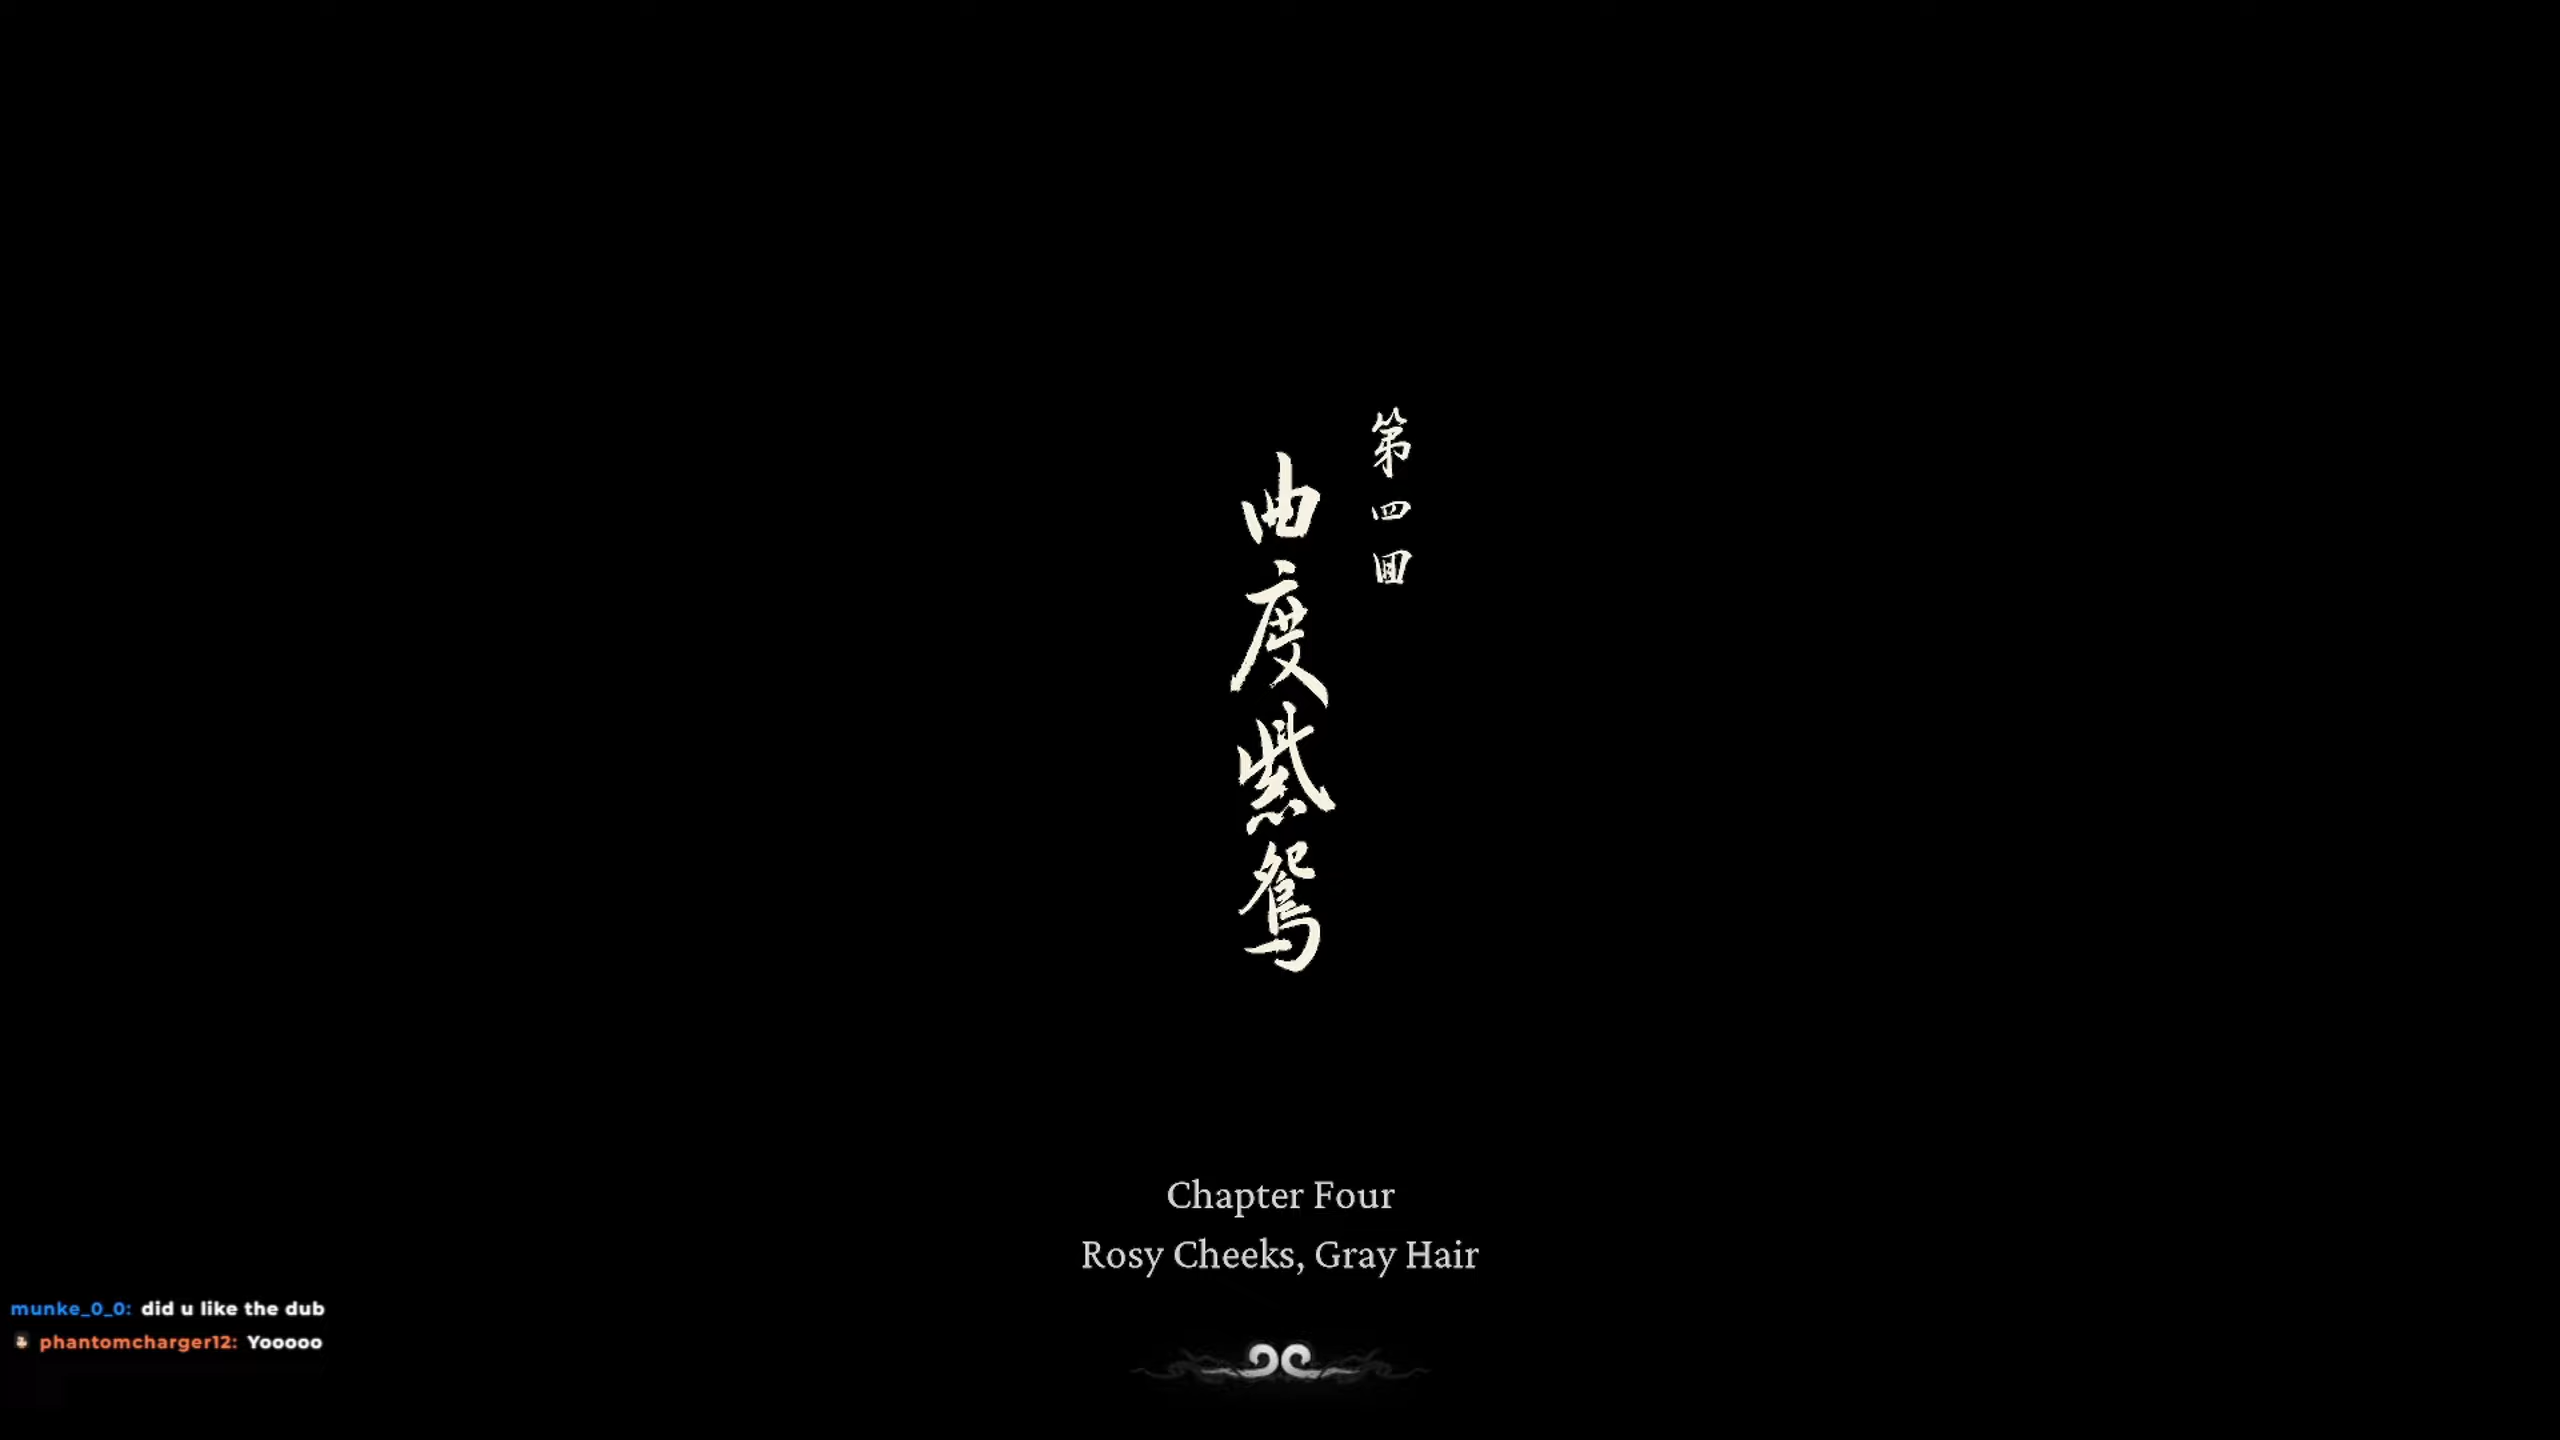 第四回
曲度紫鴛
Chapter Four
Rosy Cheeks, Gray Hair
munke_0_0: did u like the dub
phantomcharger12: Yooooo